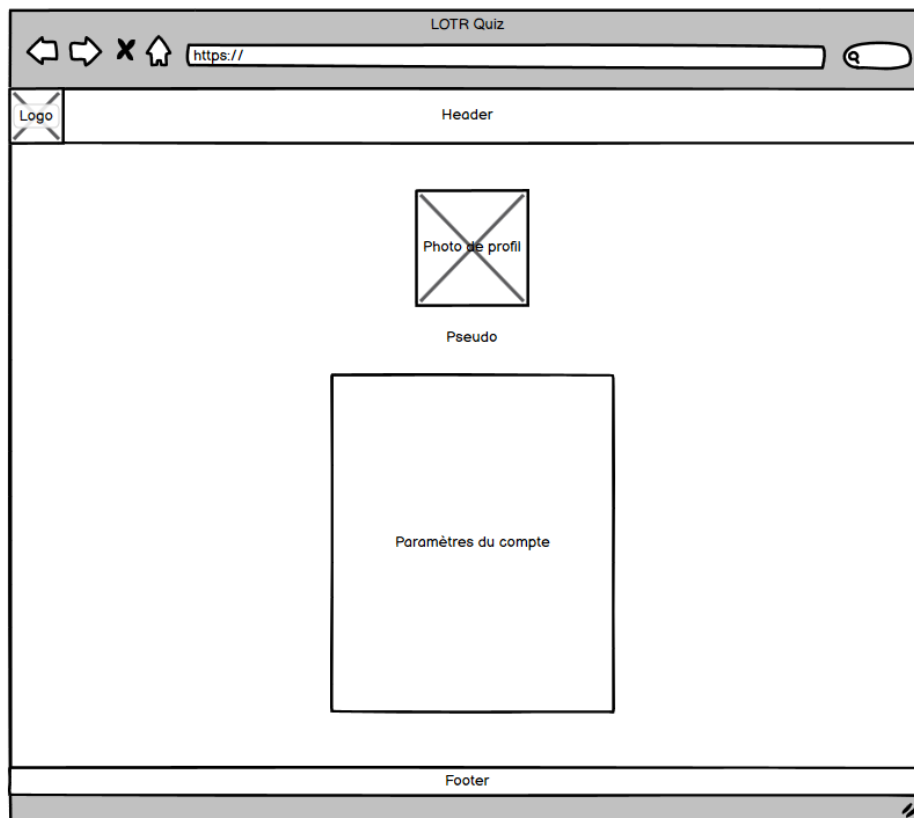 LOTR Quiz
https://
Logo
Header
Photo de profil
Pseudo
Paramètres du compte
Footer